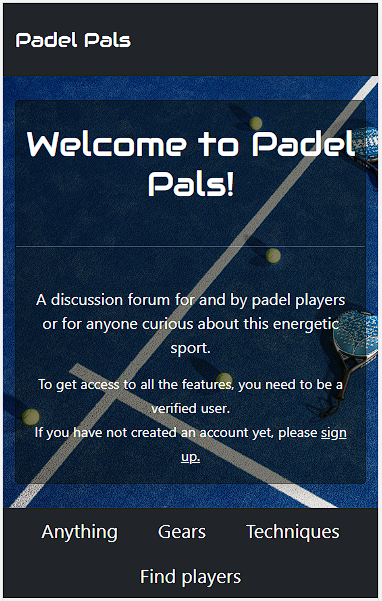 Padel Pals
Welcome to Padel
Pals!
A discussion forum for and by padel players
or for anyone curious about this energetic
sport.
To get access to all the features, you need to be a
verified user.
If you have not created an account yet, please sign
up.
Anything Gears Techniques
Find players